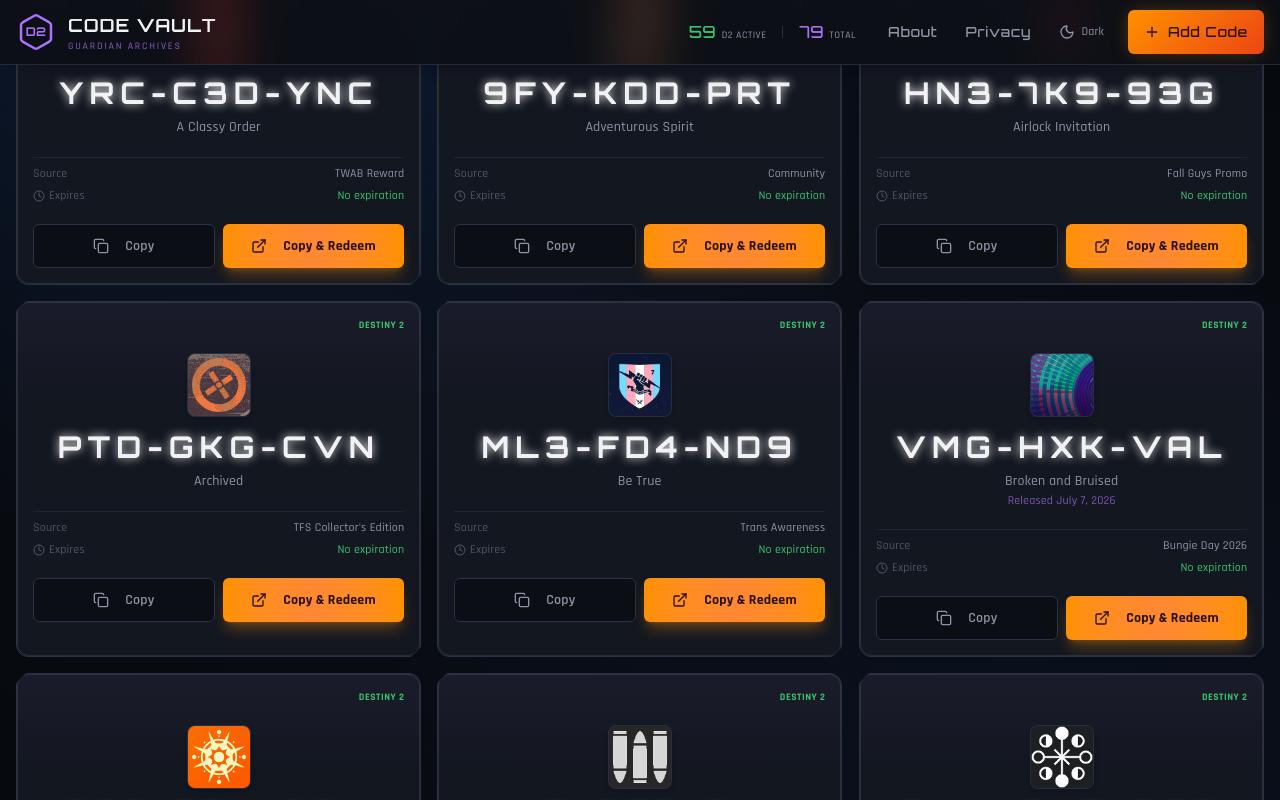 D2
CODE VAULT
GUARDIAN ARCHIVES
59 D2 ACTIVE
79 TOTAL
About
Privacy
Dark
Add Code
YRC-C3D-YNC
A Classy Order
Source TWAB Reward
Expires No expiration
Copy
Copy & Redeem
9FY-KDD-PRT
Adventurous Spirit
Source Community
Expires No expiration
Copy
Copy & Redeem
HN3-7K9-93G
Airlock Invitation
Source Fall Guys Promo
Expires No expiration
Copy
Copy & Redeem
DESTINY 2
PTD-GKG-CVN
Archived
Source TFS Collector's Edition
Expires No expiration
Copy
Copy & Redeem
DESTINY 2
ML3-FD4-ND9
Be True
Source Trans Awareness
Expires No expiration
Copy
Copy & Redeem
DESTINY 2
VMG-HXK-VAL
Broken and Bruised
Released July 7, 2026
Source Bungie Day 2026
Expires No expiration
Copy
Copy & Redeem
DESTINY 2
DESTINY 2
DESTINY 2